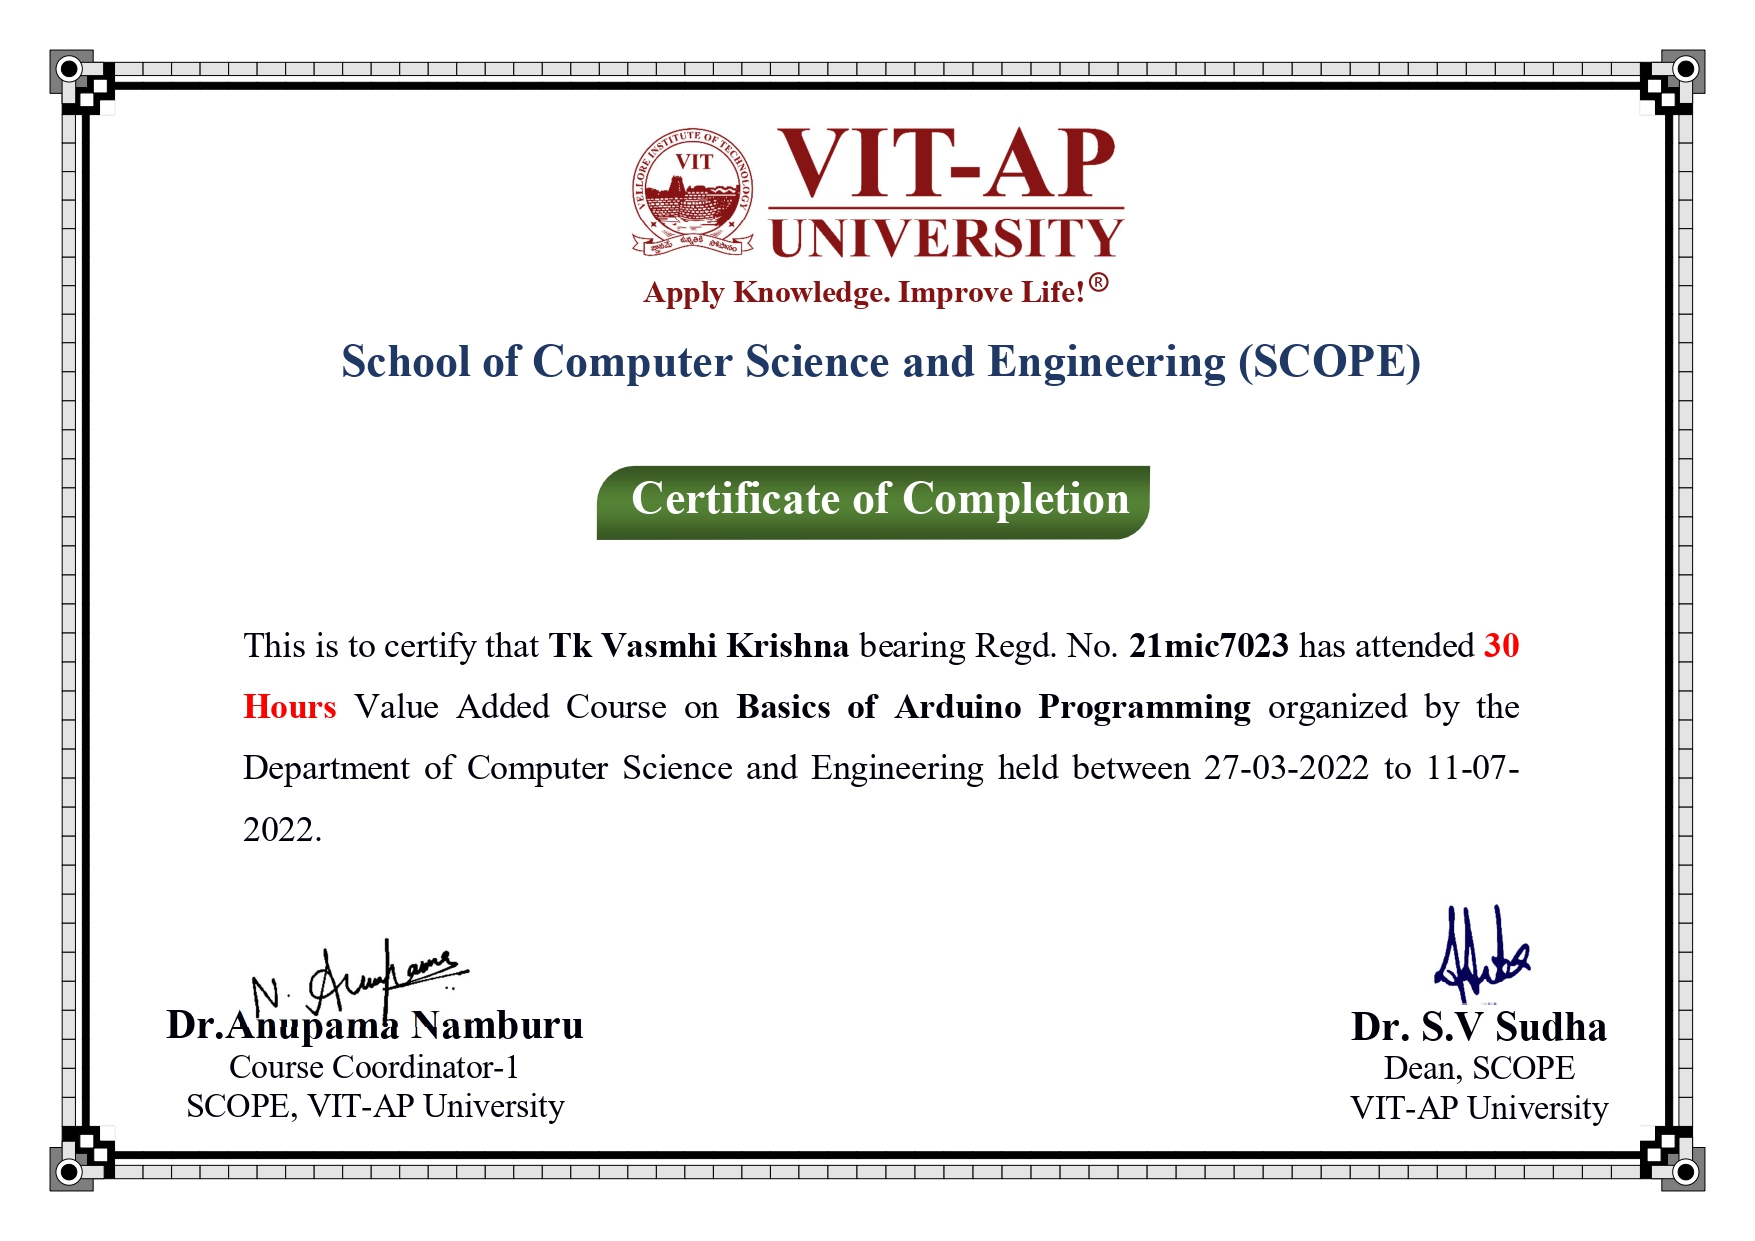 VELLORE INSTITUTE OF TECHNOLOGY
VIT
VIT-AP
UNIVERSITY
Apply Knowledge. Improve Life!®
School of Computer Science and Engineering (SCOPE)
Certificate of Completion
This is to certify that Tk Vasmhi Krishna bearing Regd. No. 21mic7023 has attended 30
Hours Value Added Course on Basics of Arduino Programming organized by the
Department of Computer Science and Engineering held between 27-03-2022 to 11-07-
2022.
N. Anupama
Dr.Anupama Namburu
Course Coordinator-1
SCOPE, VIT-AP University
Dr. S.V Sudha
Dean, SCOPE
VIT-AP University